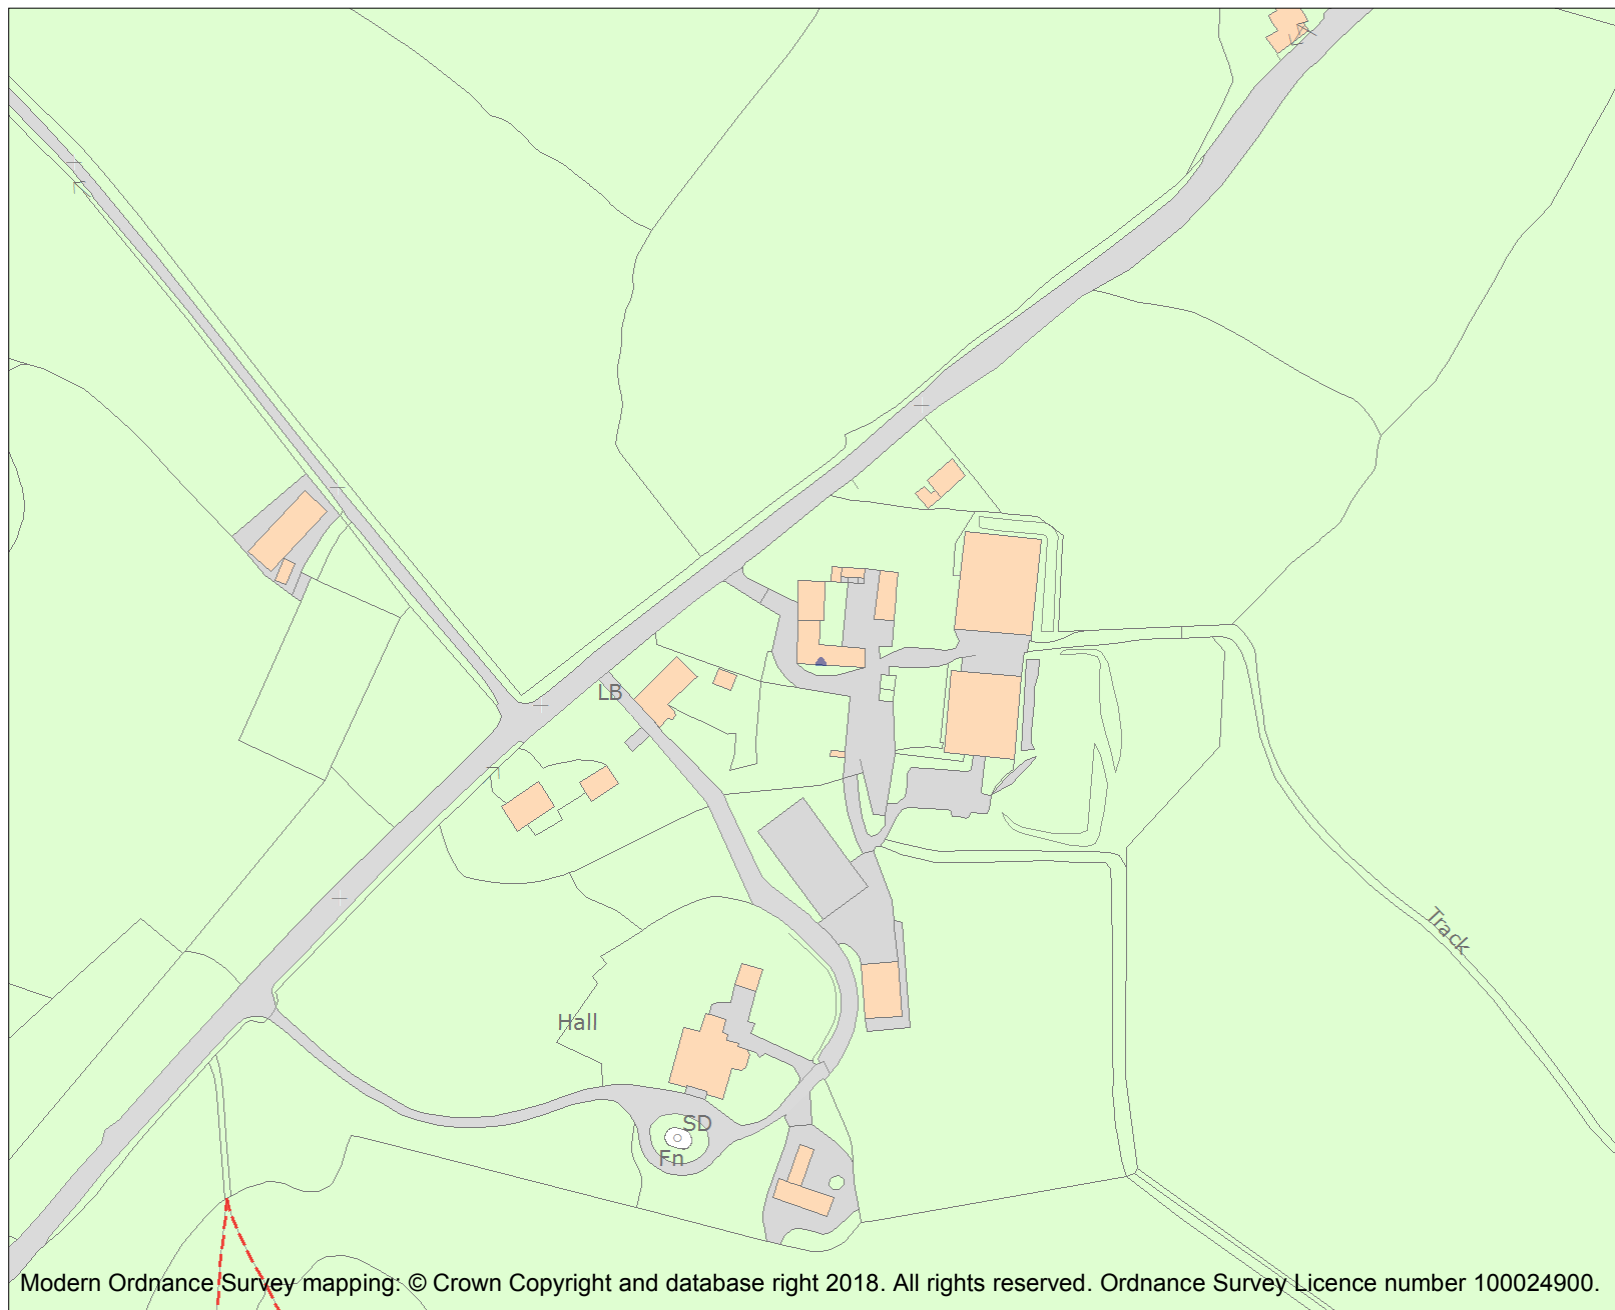 LB
Track
Hall
SD
Fn
Modern Ordnance Survey mapping: © Crown Copyright and database right 2018. All rights reserved. Ordnance Survey Licence number 100024900.